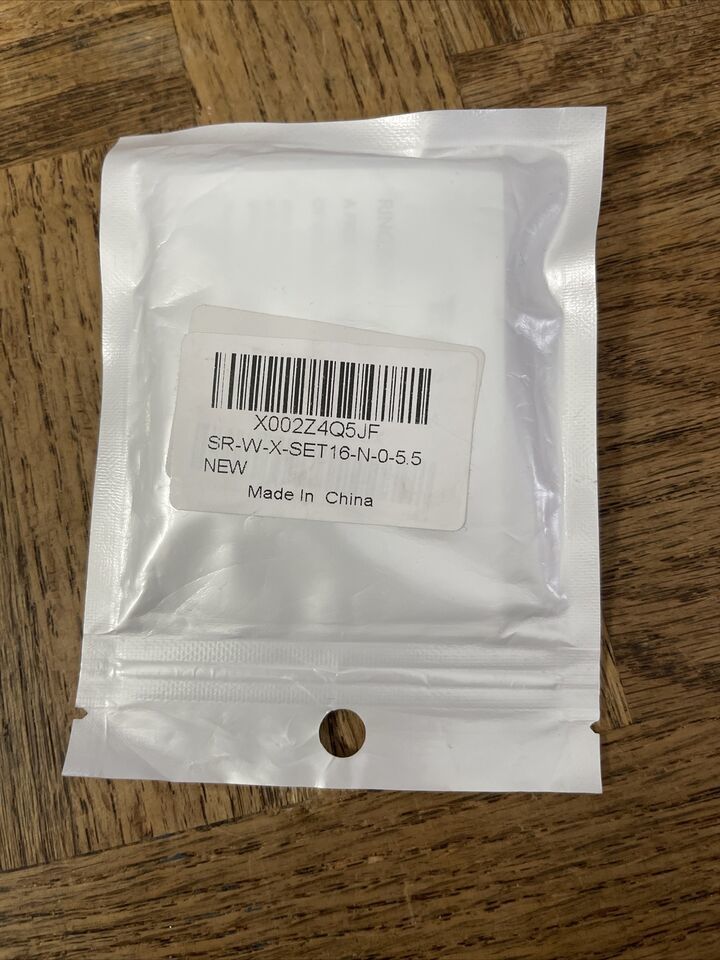 X002Z4Q5JF
SR-W-X-SET16-N-0-5.5
NEW
Made In China